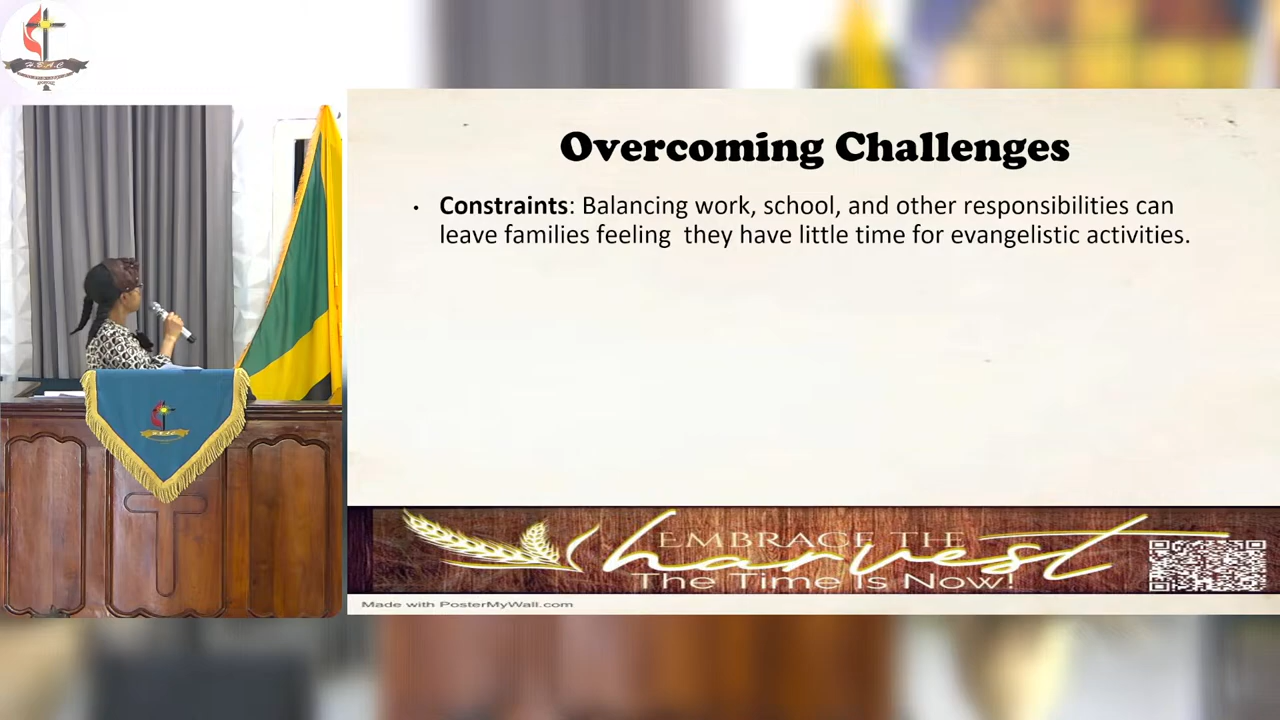 H.E.A.C
Overcoming Challenges
• Constraints: Balancing work, school, and other responsibilities can
leave families feeling  they have little time for evangelistic activities.
EMBRACE THE
harvest
The Time Is Now!
Made with PosterMyWall.com